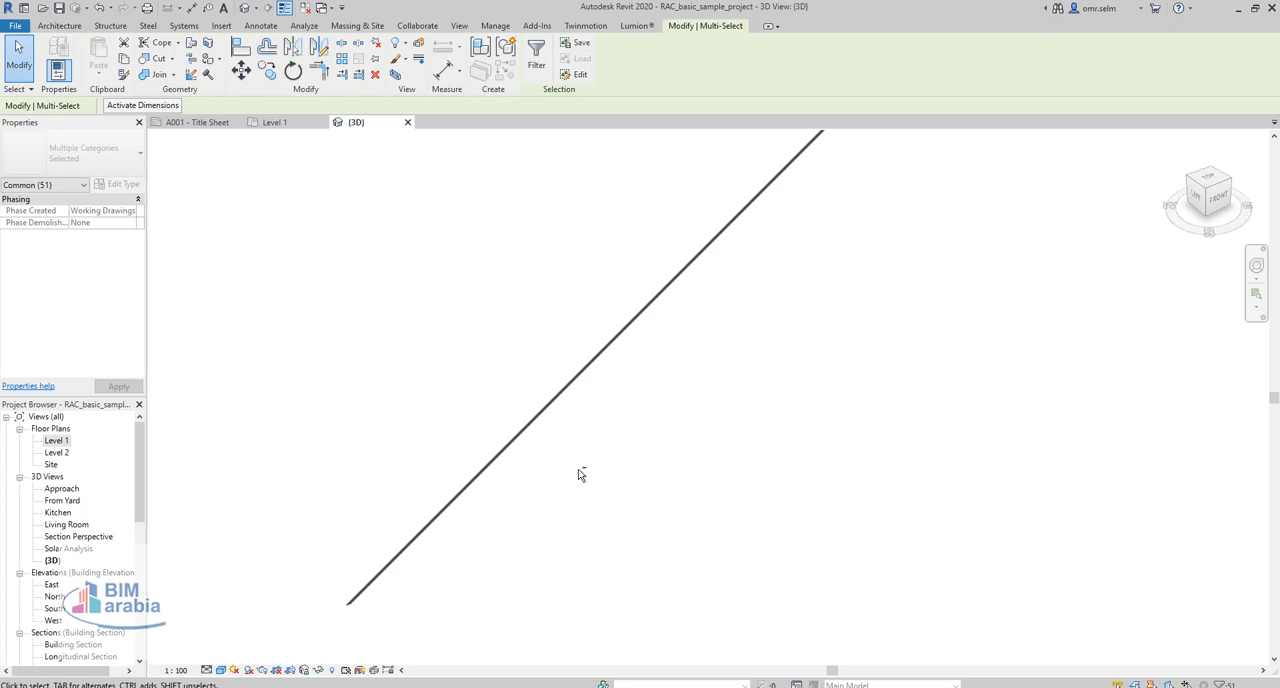 Autodesk Revit 2020 - RAC_basic_sample_project - 3D View: {3D}
omr.selm
File
Architecture
Structure
Steel
Systems
Insert
Annotate
Analyze
Massing & Site
Collaborate
View
Manage
Add-Ins
Twinmotion
Lumion®
Modify | Multi-Select
Modify
Paste
Cope
Cut
Join
Filter
Save
Load
Edit
Select
Properties
Clipboard
Geometry
Modify
View
Measure
Create
Selection
Modify | Multi-Select
Activate Dimensions
Properties
A001 - Title Sheet
Level 1
{3D}
Multiple Categories
Selected
Common (51)
Edit Type
Phasing
Phase Created
Working Drawings
Phase Demolish...
None
TOP
LEFT
FRONT
Properties help
Apply
Project Browser - RAC_basic_sampl...
Views (all)
Floor Plans
Level 1
Level 2
Site
3D Views
Approach
From Yard
Kitchen
Living Room
Section Perspective
Solar Analysis
{3D}
Elevations (Building Elevation
East
West
BIM
arabia
Sections (Building Section)
Building Section
Longitudinal Section
1 : 100
Click to select, TAB for alternates, CTRL adds, SHIFT unselects.
:0
Main Model
:51